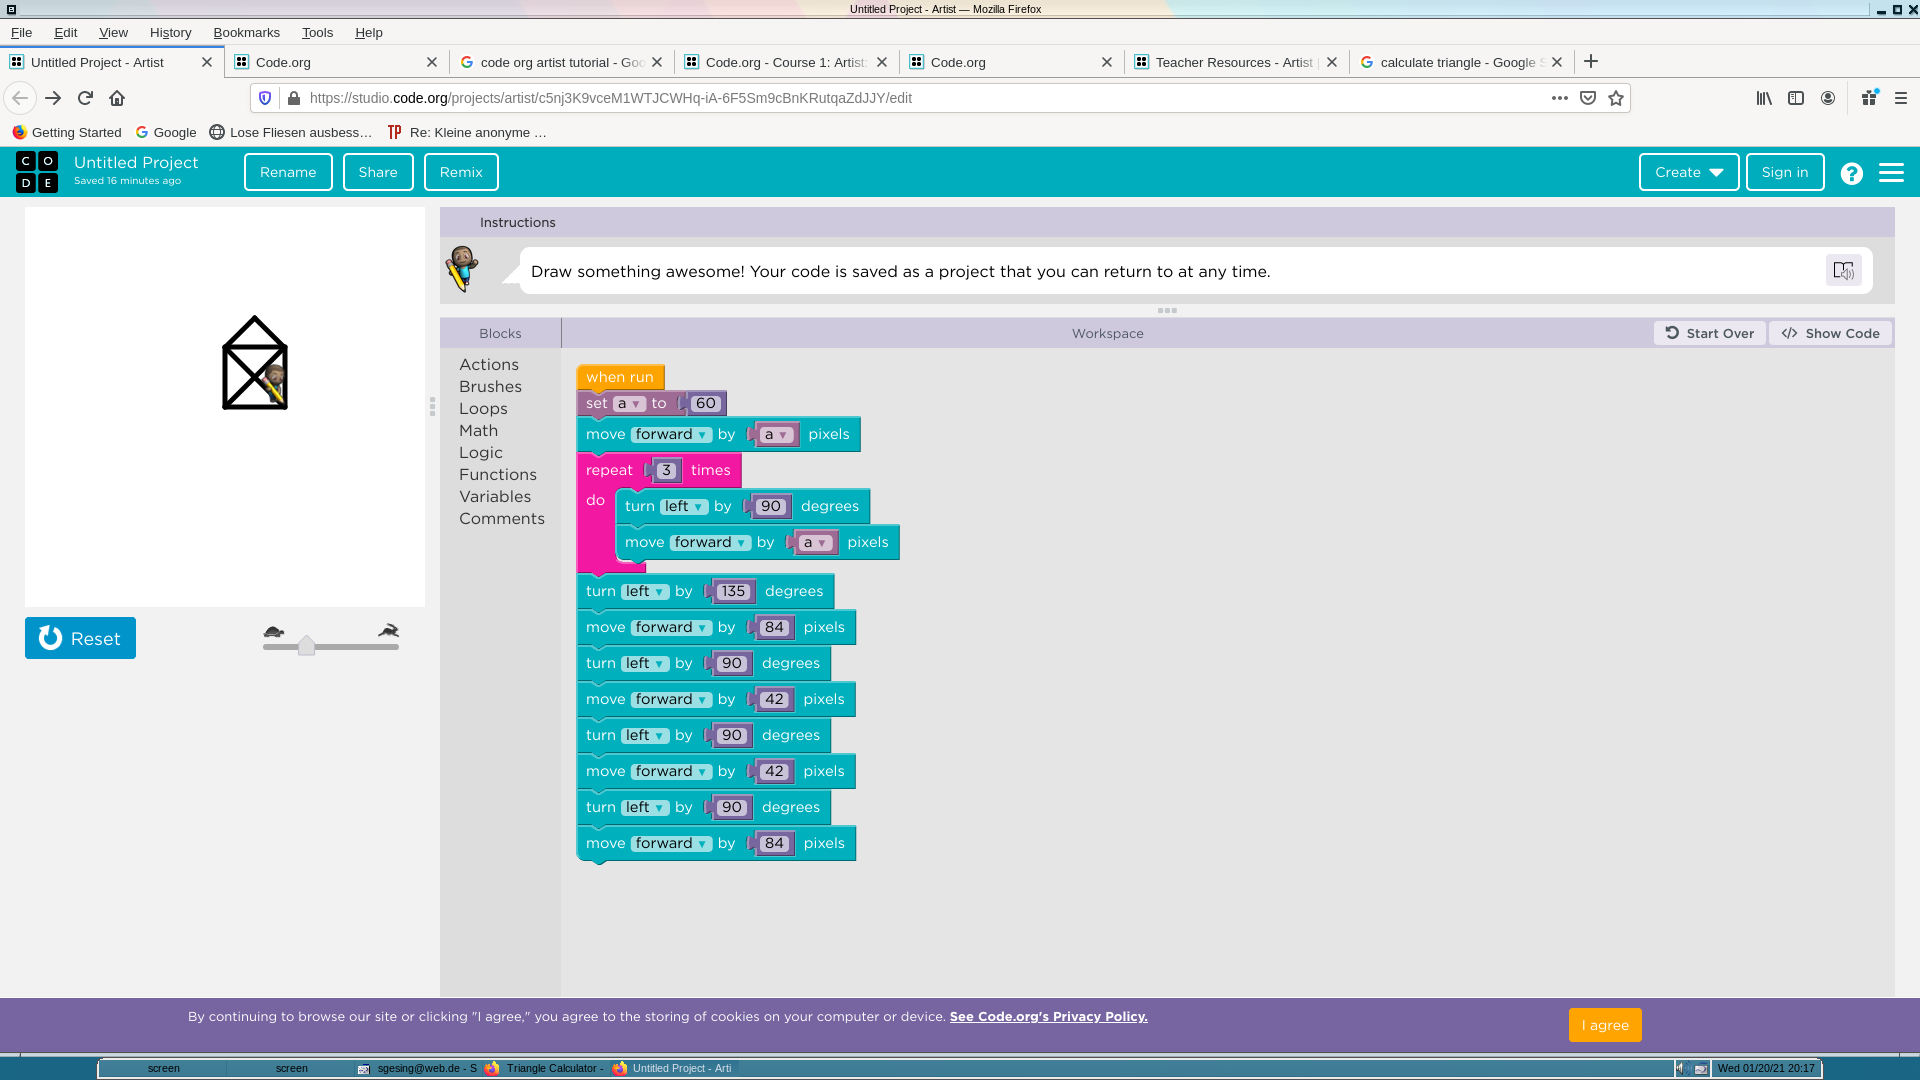 Untitled Project - Artist — Mozilla Firefox
File Edit View History Bookmarks Tools Help
Untitled Project - Artist
Code.org
code org artist tutorial - Goo
Code.org - Course 1: Artist:
Code.org
Teacher Resources - Artist
calculate triangle - Google S
https://studio.code.org/projects/artist/c5nj3K9vceM1WTJCWHq-iA-6F5Sm9cBnKRutqaZdJJY/edit
Getting Started Google Lose Fliesen ausbess… Re: Kleine anonyme …
CODE
Untitled Project
Saved 16 minutes ago
Rename Share Remix Create Sign in ?
Instructions
Draw something awesome! Your code is saved as a project that you can return to at any time.
Blocks Workspace Start Over </> Show Code
Actions
Brushes
Loops
Math
Logic
Functions
Variables
Comments
when run
set a to 60
move forward by a pixels
repeat 3 times
do
turn left by 90 degrees
move forward by a pixels
turn left by 135 degrees
move forward by 84 pixels
turn left by 90 degrees
move forward by 42 pixels
turn left by 90 degrees
move forward by 42 pixels
turn left by 90 degrees
move forward by 84 pixels
Reset
By continuing to browse our site or clicking "I agree," you agree to the storing of cookies on your computer or device. See Code.org's Privacy Policy.
I agree
screen screen sgesing@web.de - S Triangle Calculator - Untitled Project - Arti Wed 01/20/21 20:17